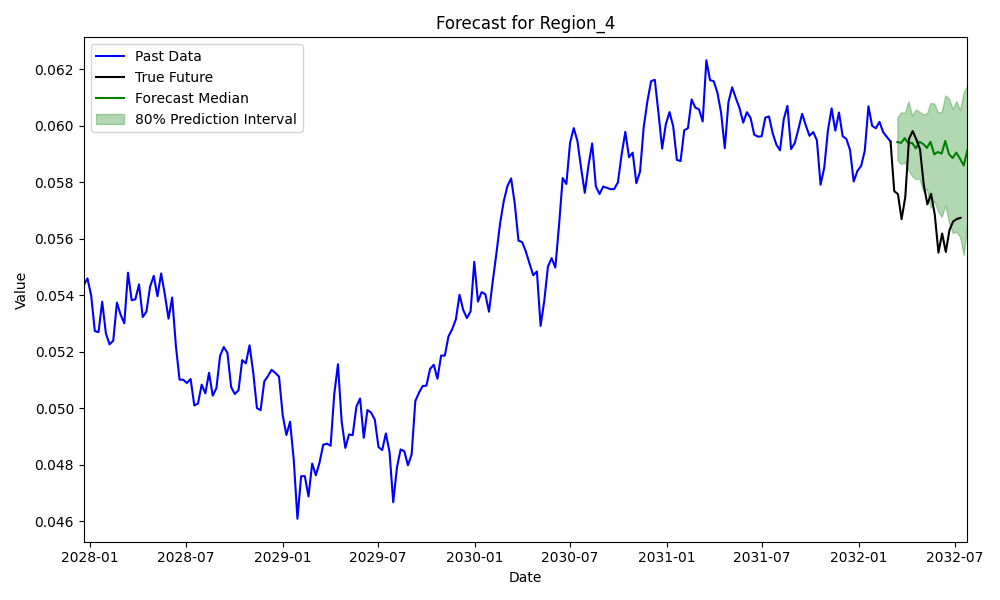 Forecast for Region_4
Past Data
True Future
Forecast Median
80% Prediction Interval
Value
0.062
0.060
0.058
0.056
0.054
0.052
0.050
0.048
0.046
2028-01 2028-07 2029-01 2029-07 2030-01 2030-07 2031-01 2031-07 2032-01 2032-07
Date